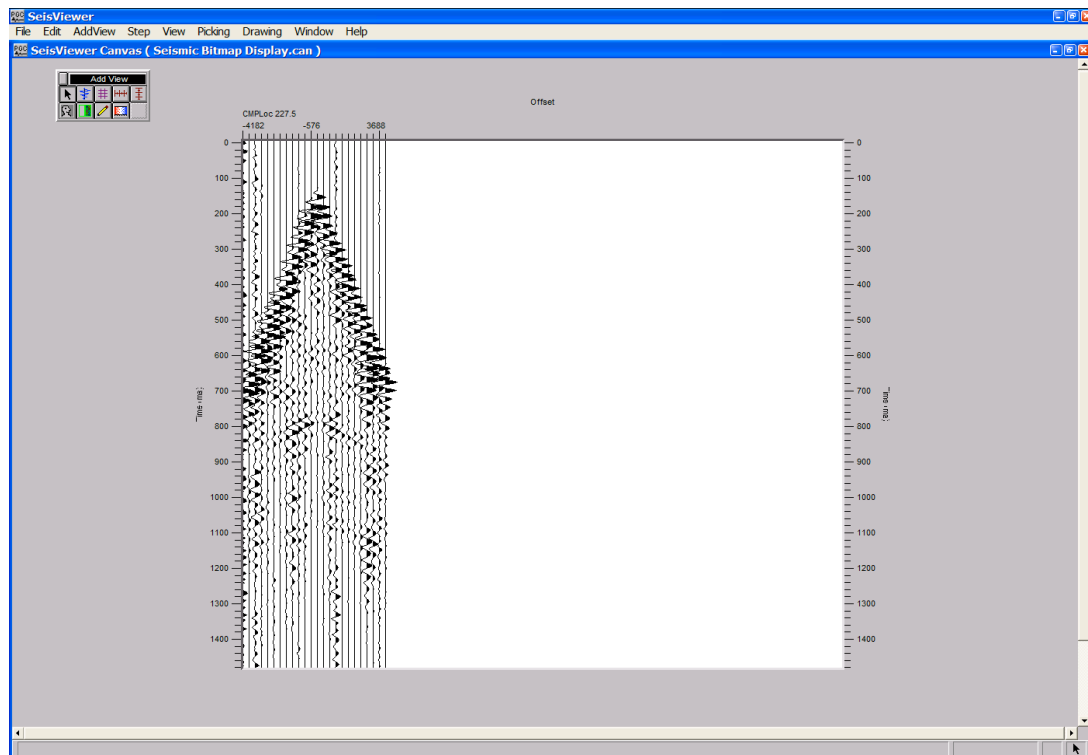 SeisViewer
File Edit AddView Step View Picking Drawing Window Help
SeisViewer Canvas ( Seismic Bitmap Display.can )
Add View
Offset
CMPLoc 227.5
-4182 -576 3688
0 0
100 100
200 200
300 300
400 400
500 500
600 600
700 700
800 800
900 900
1000 1000
1100 1100
1200 1200
1300 1300
1400 1400